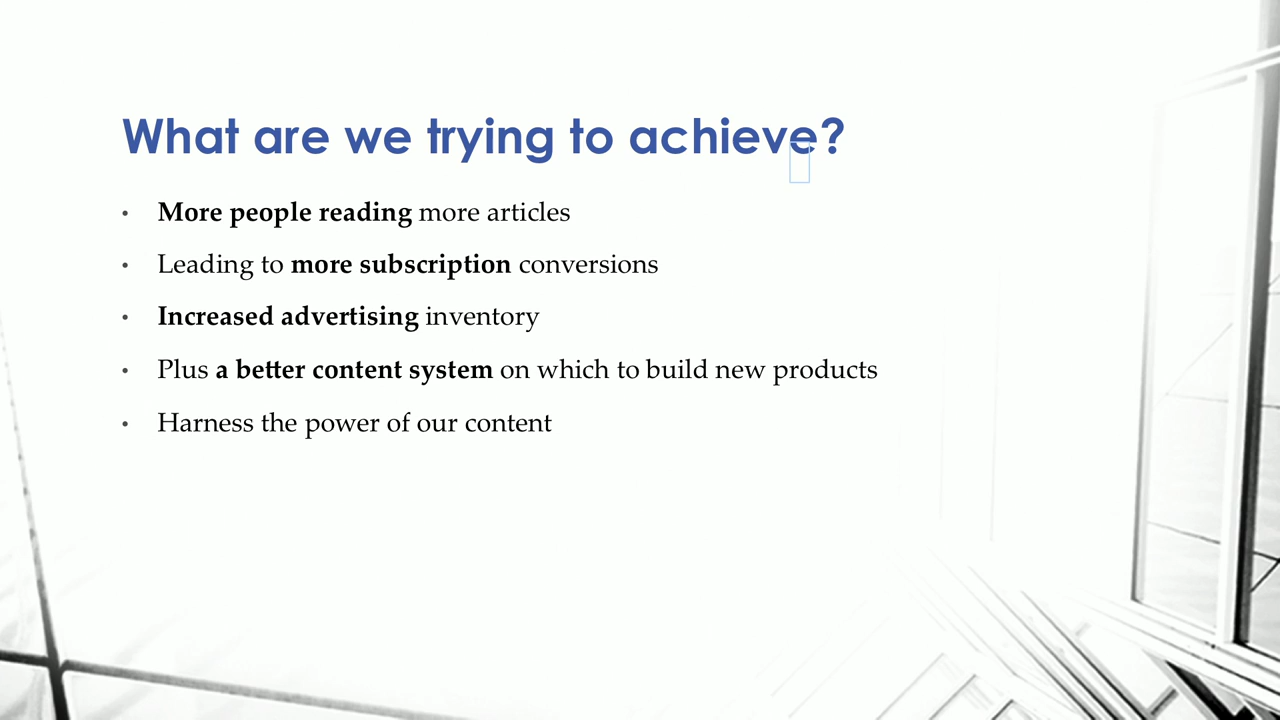 What are we trying to achieve?
• More people reading more articles
• Leading to more subscription conversions
• Increased advertising inventory
• Plus a better content system on which to build new products
• Harness the power of our content